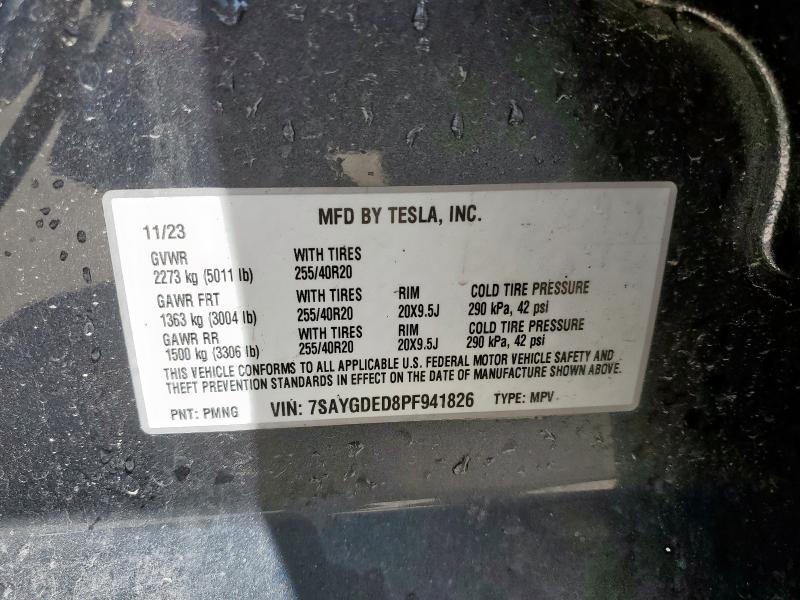 MFD BY TESLA, INC.
11/23
GVWR WITH TIRES
2273 kg (5011 lb) 255/40R20
GAWR FRT WITH TIRES RIM COLD TIRE PRESSURE
1363 kg (3004 lb) 255/40R20 20X9.5J 290 kPa, 42 psi
GAWR RR WITH TIRES RIM COLD TIRE PRESSURE
1500 kg (3306 lb) 255/40R20 20X9.5J 290 kPa, 42 psi
THIS VEHICLE CONFORMS TO ALL APPLICABLE U.S. FEDERAL MOTOR VEHICLE SAFETY AND
THEFT PREVENTION STANDARDS IN EFFECT ON THE DATE OF MANUFACTURE SHOWN ABOVE.
PNT: PMNG VIN: 7SAYGDED8PF941826 TYPE: MPV